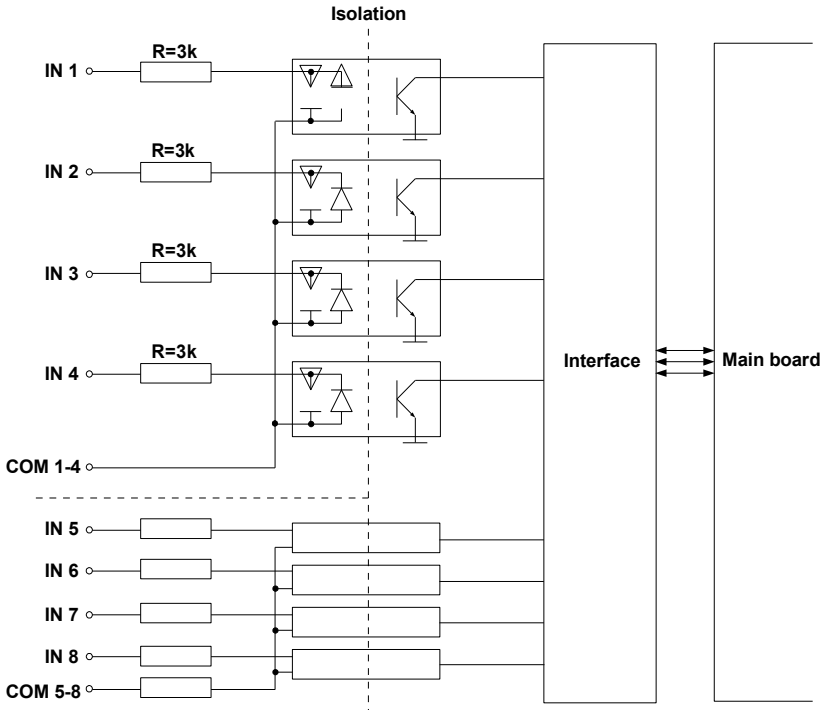 Isolation
R=3k
IN 1
R=3k
IN 2
R=3k
IN 3
R=3k
IN 4
Interface
Main board
COM 1-4
IN 5
IN 6
IN 7
IN 8
COM 5-8